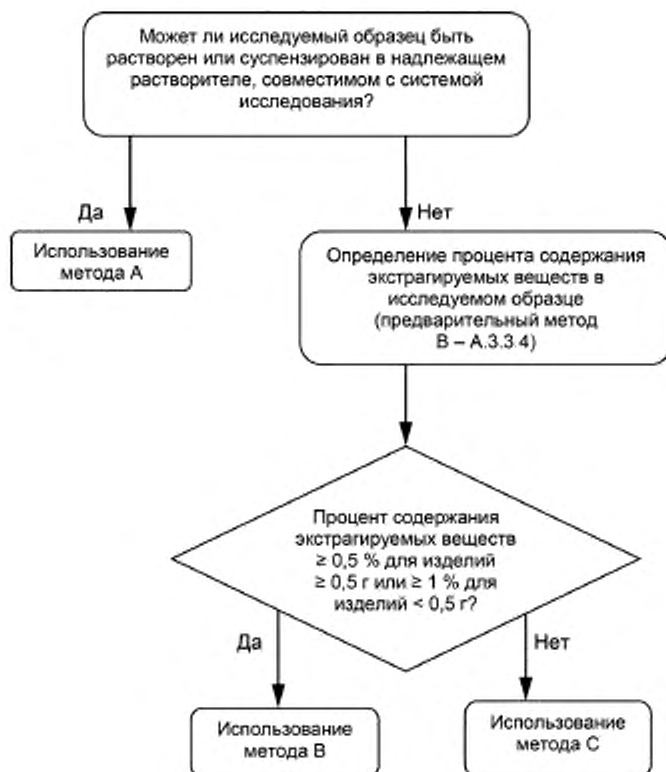 Может ли исследуемый образец быть
растворен или суспензирован в надлежащем
растворителе, совместимом с системой
исследования?
Да
Нет
Использование
метода А
Определение процента содержания
экстрагируемых веществ в
исследуемом образце
(предварительный метод
В – А.3.3.4)
Процент содержания
экстрагируемых веществ
≥ 0,5 % для изделий
≥ 0,5 г или ≥ 1 % для
изделий < 0,5 г?
Да
Нет
Использование
метода В
Использование
метода С